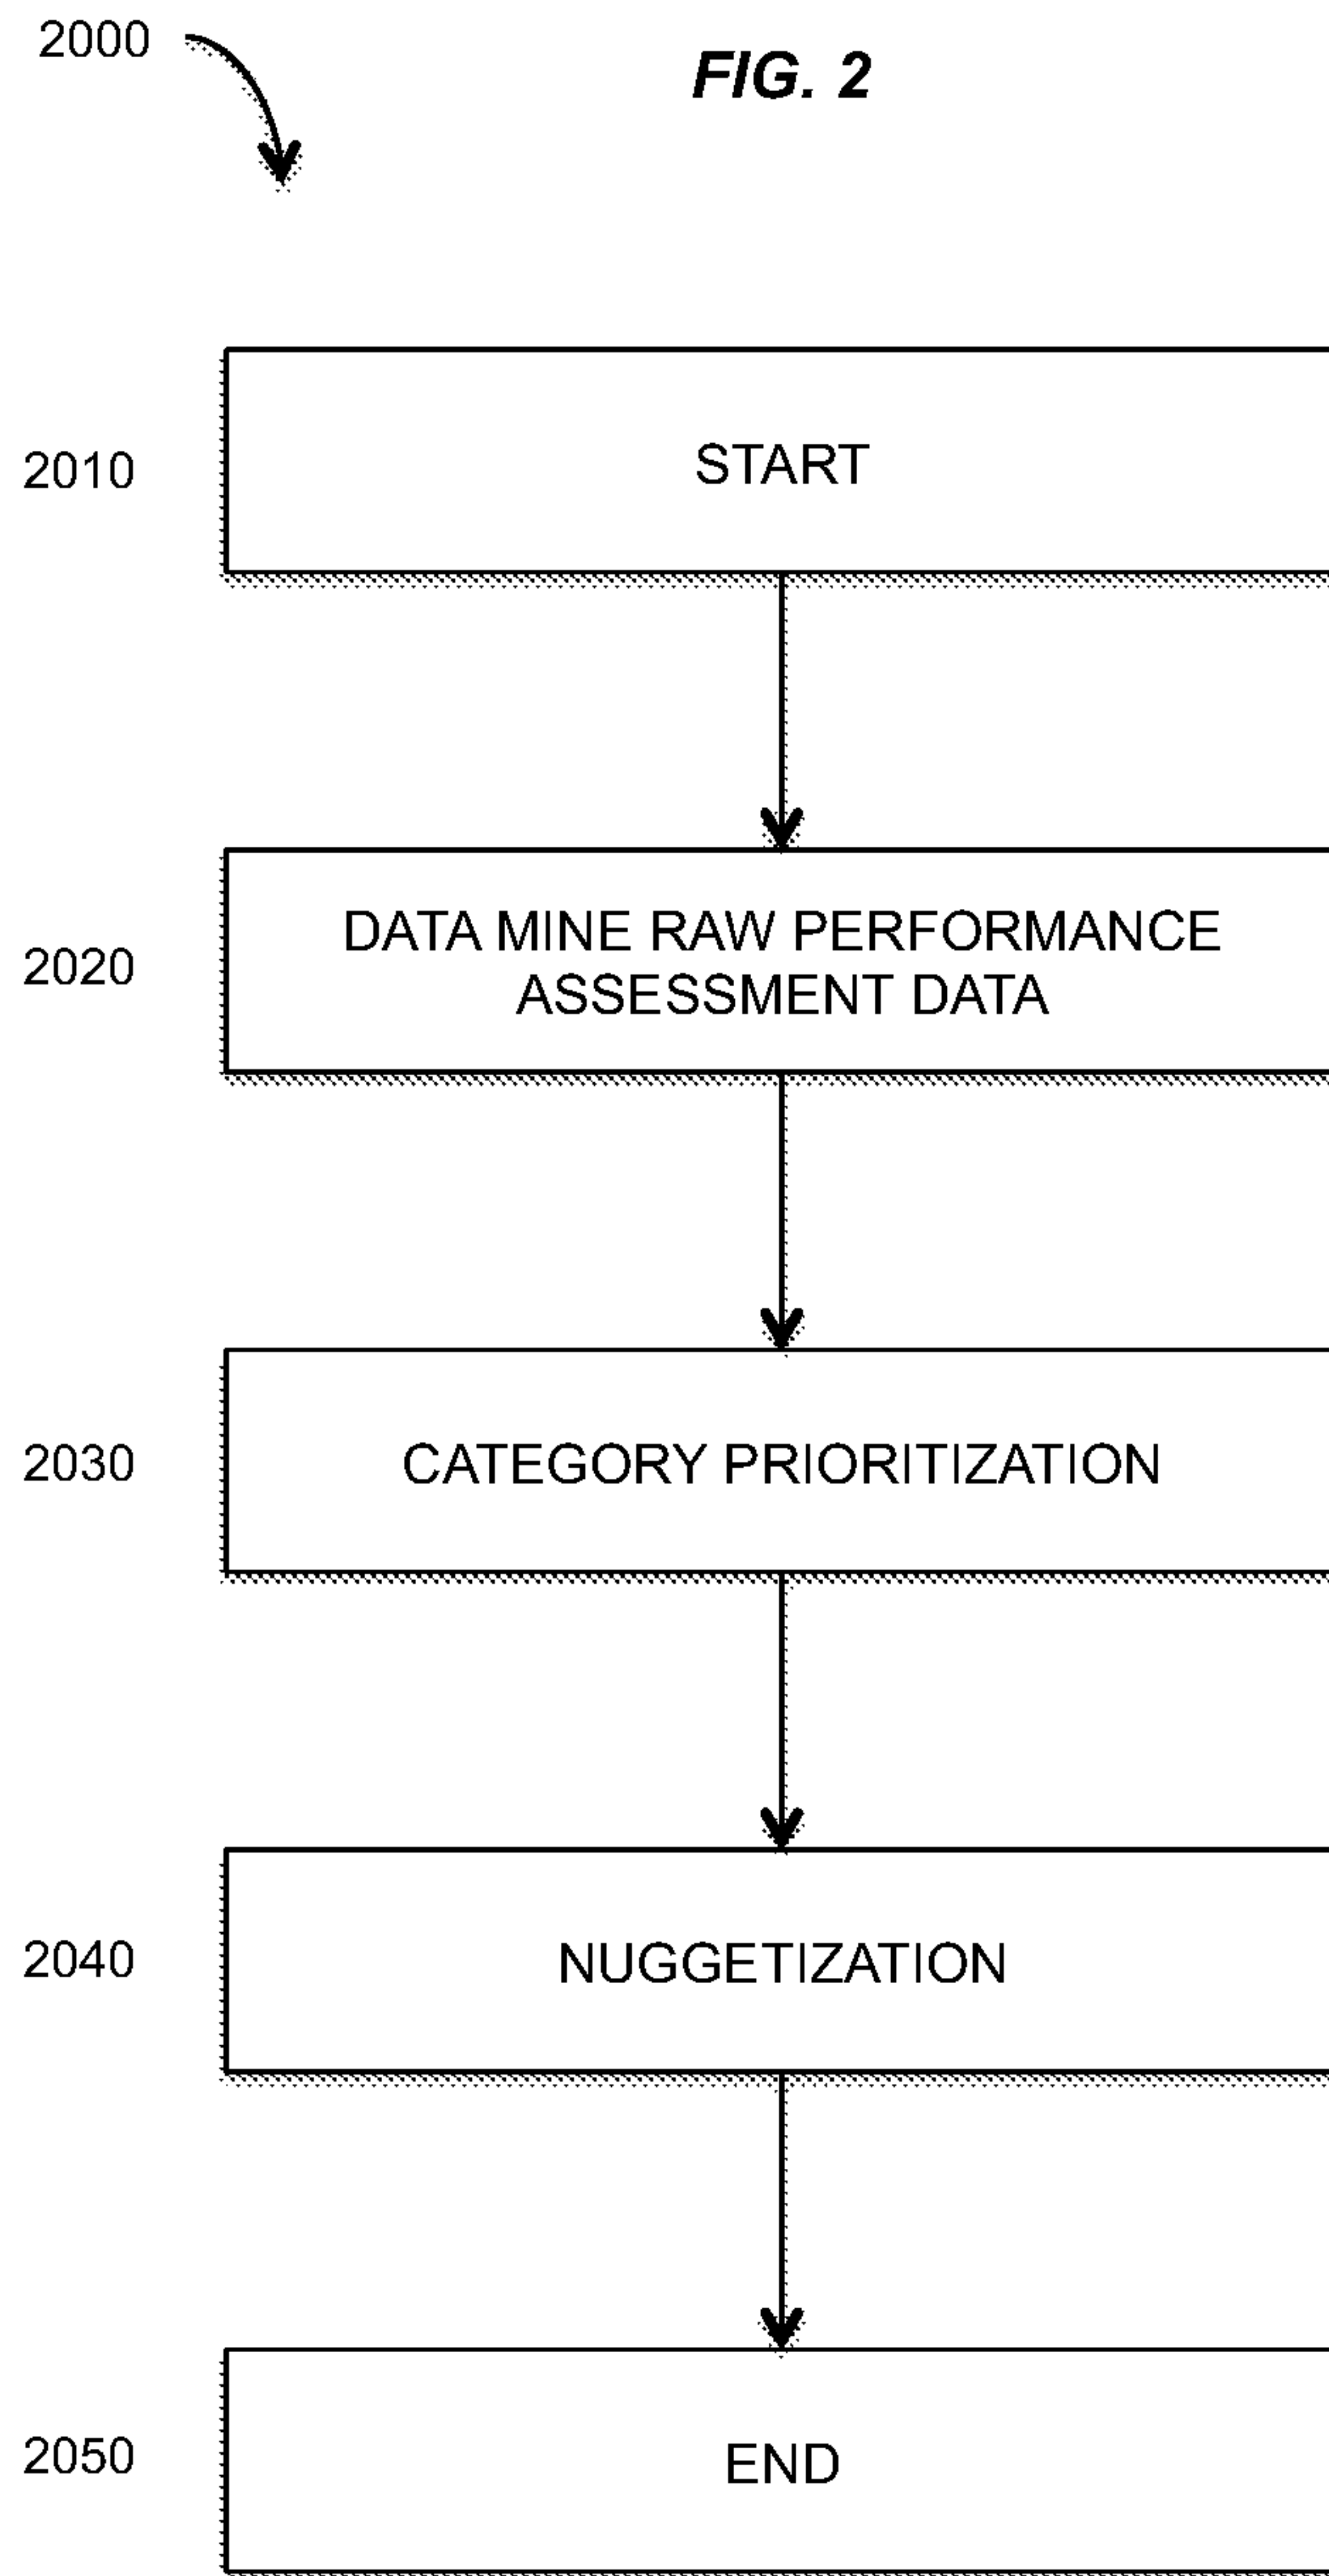 2000
FIG. 2
2010
START
2020
DATA MINE RAW PERFORMANCE
ASSESSMENT DATA
2030
CATEGORY PRIORITIZATION
2040
NUGGETIZATION
2050
END